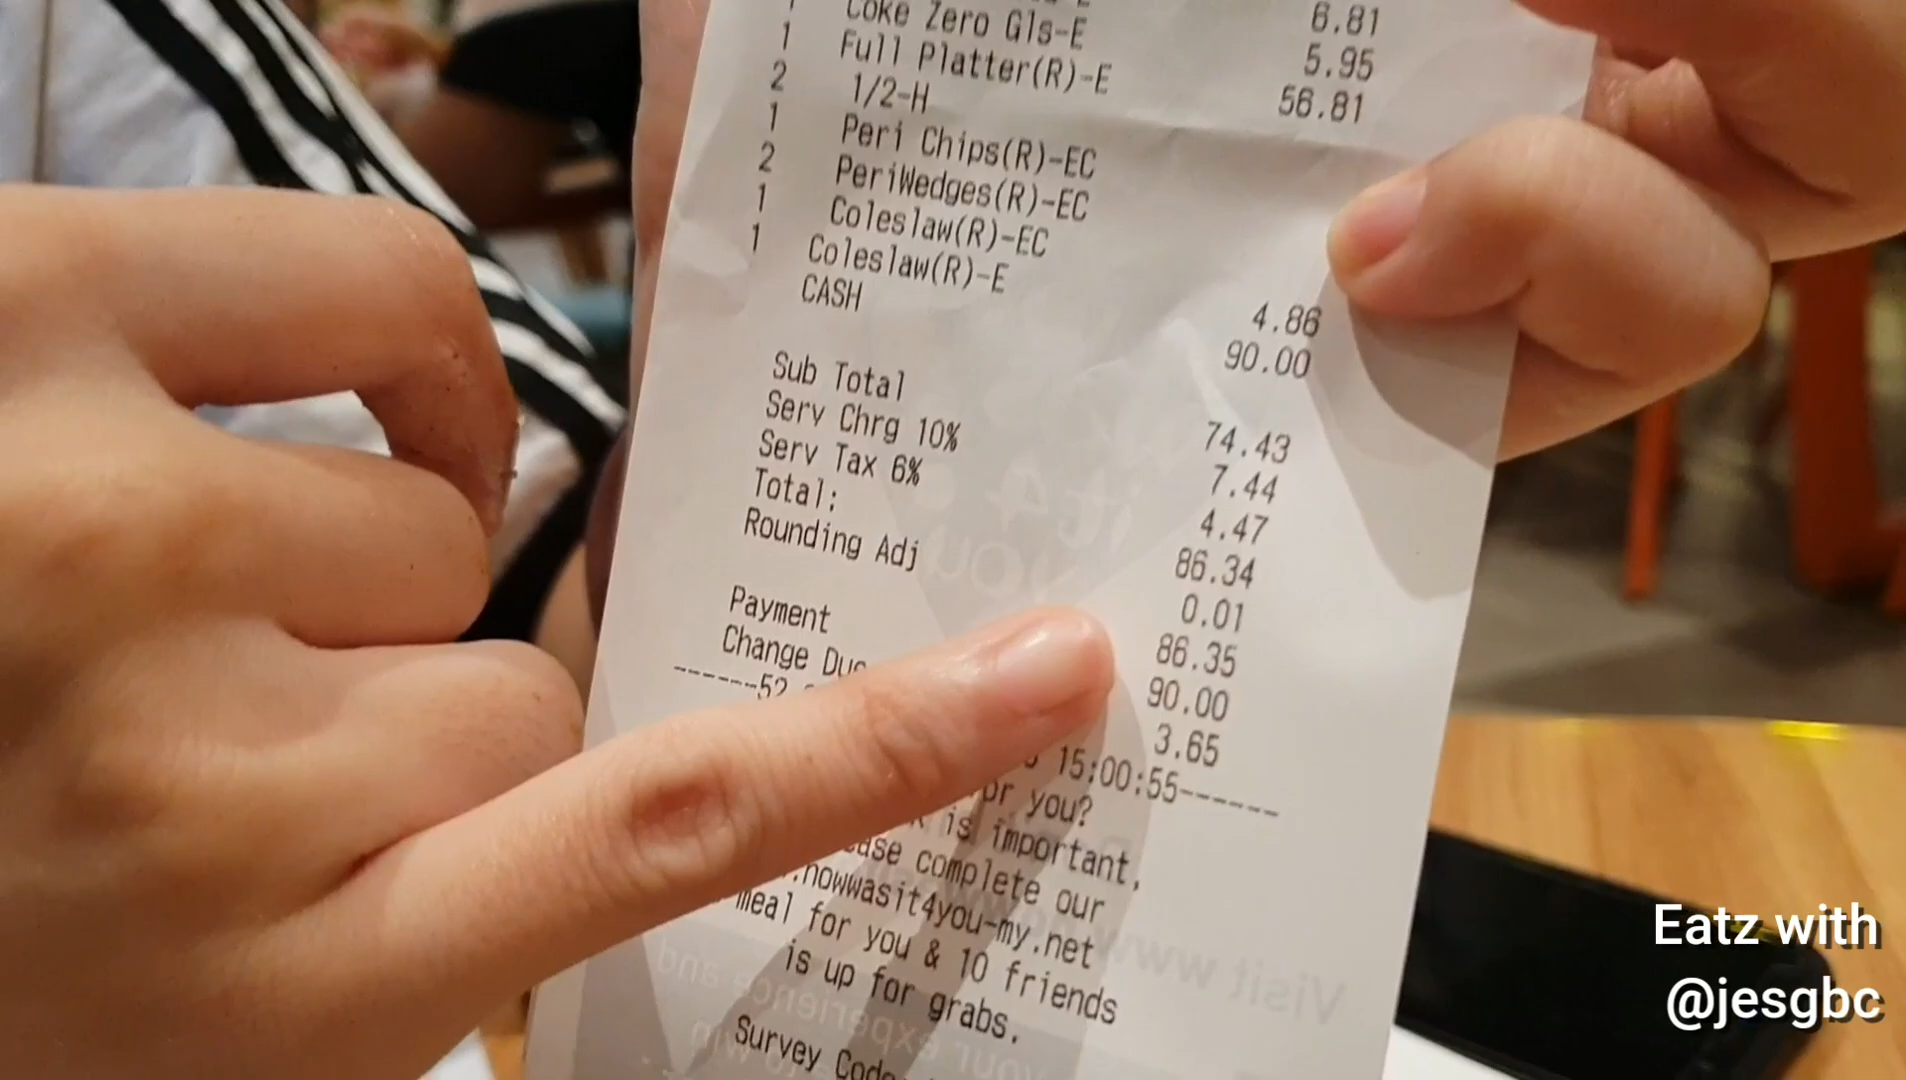 1 Coke Zero Gls-E 6.81
1 Full Platter(R)-E 5.95
2 1/2-H 56.81
1 Peri Chips(R)-EC
2 PeriWedges(R)-EC
1 Coleslaw(R)-EC
1 Coleslaw(R)-E 4.86
CASH 90.00
Sub Total 74.43
Serv Chrg 10% 7.44
Serv Tax 6% 4.47
Total: 86.34
Rounding Adj 0.01
86.35
Payment 90.00
Change 3.65
15:00:55------
you?
is important,
complete our
meal for you & 10 friends
is up for grabs.
Survey
Eatz with
@jesgbc